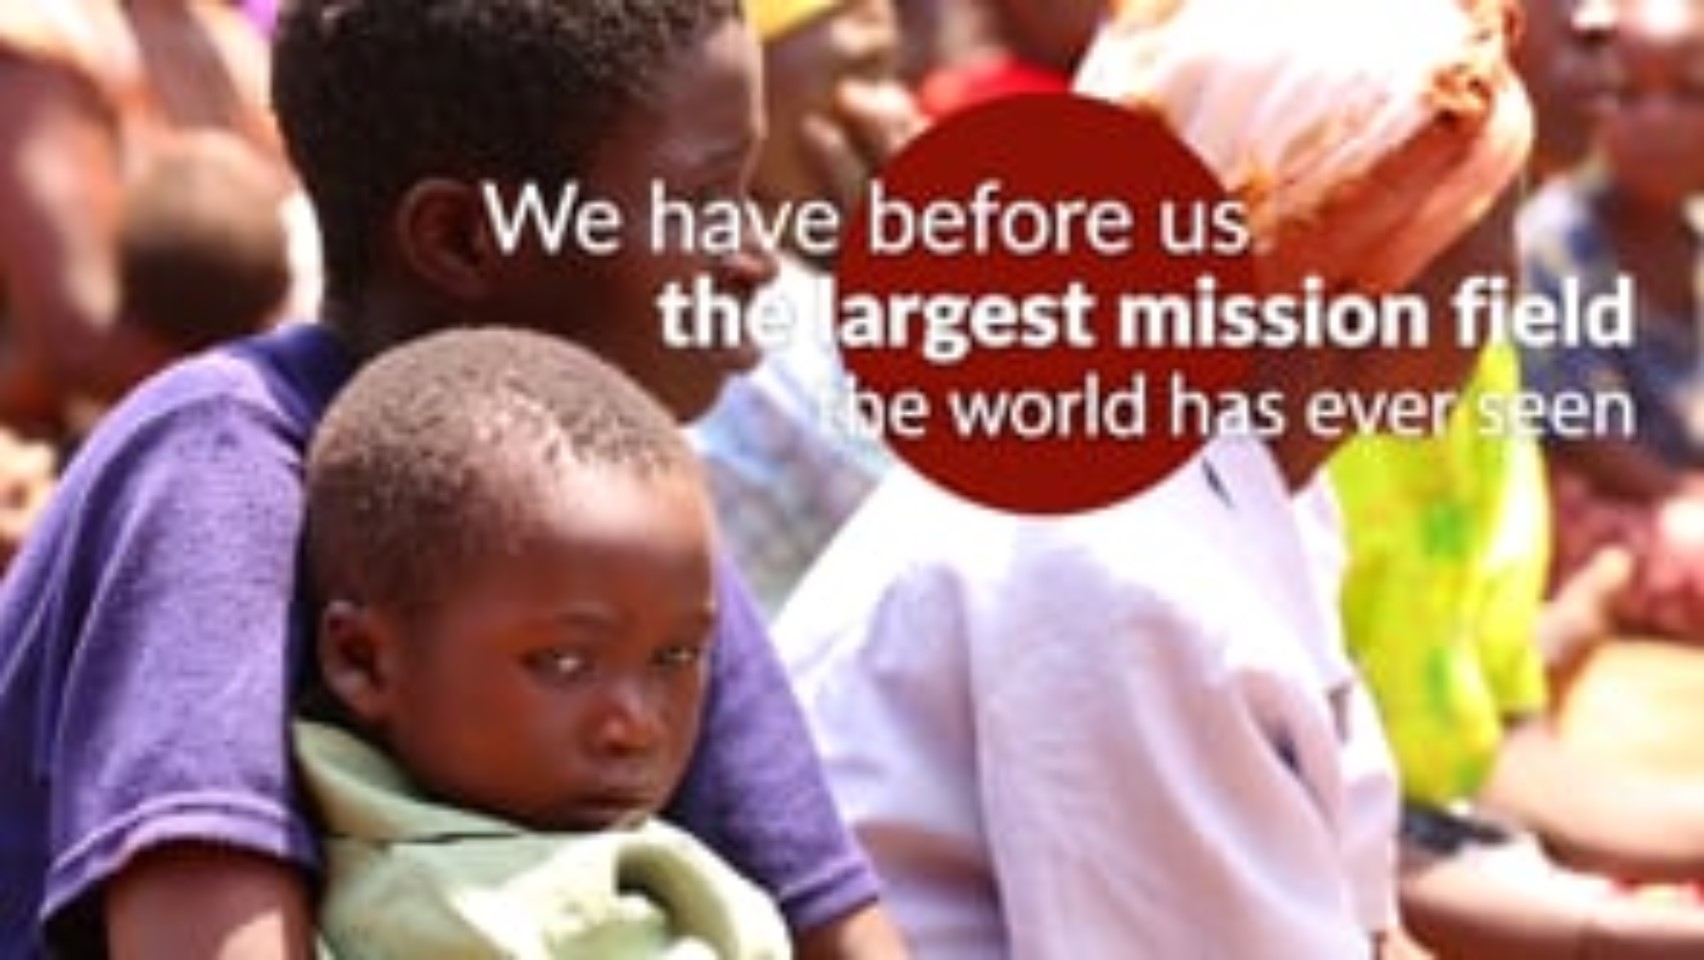 We have before us
the largest mission field
the world has ever seen